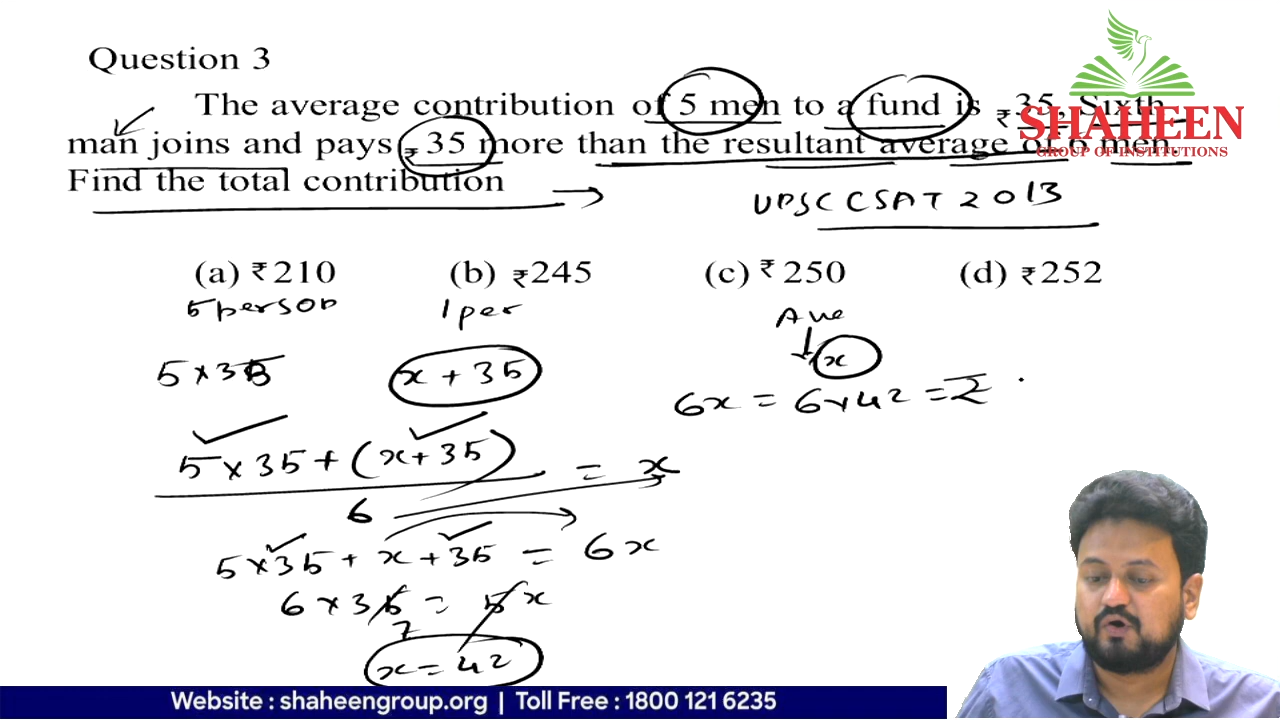 Question 3
The average contribution of 5 men to a fund is ₹35, Sixth
man joins and pays ₹35 more than the resultant average of 6 men.
Find the total contribution
UPSC CSAT 2013
(a) ₹210 (b) ₹245 (c) ₹250 (d) ₹252
5 person 1 per Ave
5×35 x + 35 x
6x = 6×42 = 2
5×35 + (x+35) = x
6
5×35 + x + 35 = 6x
6×35 = 5x
7
x = 42
SHAHEEN
GROUP OF INSTITUTIONS
Website : shaheengroup.org | Toll Free : 1800 121 6235